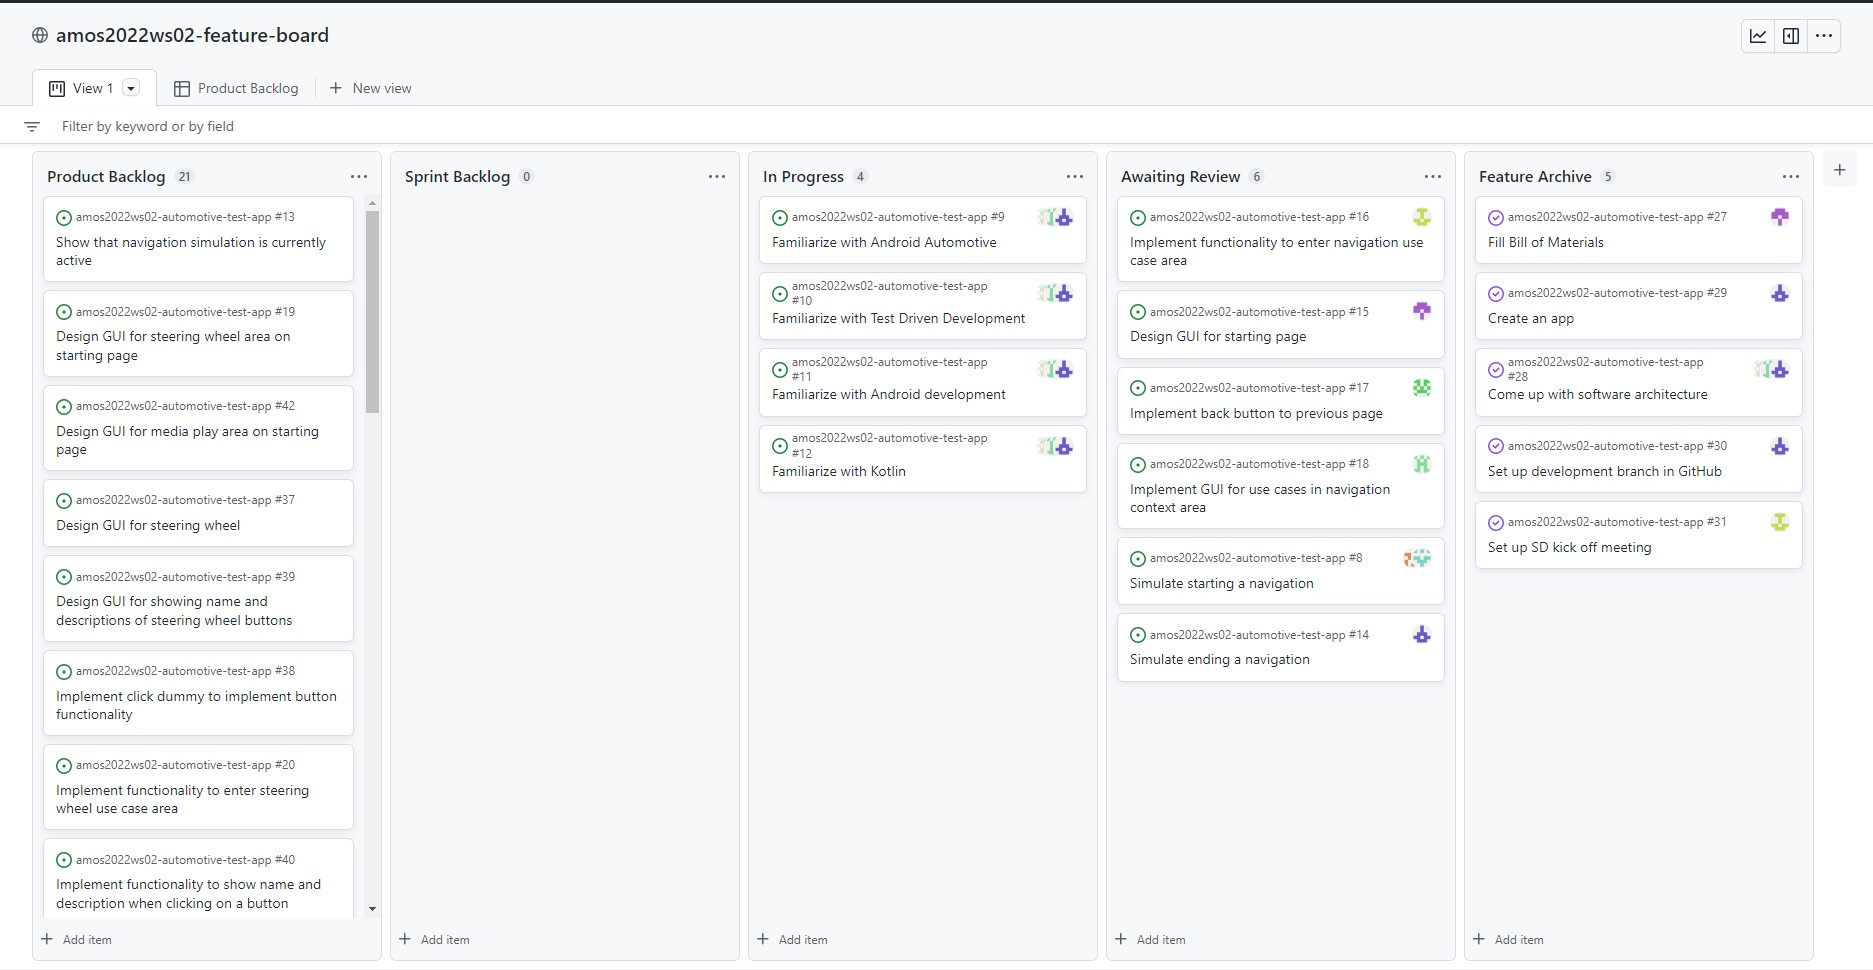 amos2022ws02-feature-board
View 1
Product Backlog
New view
Filter by keyword or by field
Product Backlog 21
amos2022ws02-automotive-test-app #13
Show that navigation simulation is currently
active
amos2022ws02-automotive-test-app #19
Design GUI for steering wheel area on
starting page
amos2022ws02-automotive-test-app #42
Design GUI for media play area on starting
page
amos2022ws02-automotive-test-app #37
Design GUI for steering wheel
amos2022ws02-automotive-test-app #39
Design GUI for showing name and
descriptions of steering wheel buttons
amos2022ws02-automotive-test-app #38
Implement click dummy to implement button
functionality
amos2022ws02-automotive-test-app #20
Implement functionality to enter steering
wheel use case area
amos2022ws02-automotive-test-app #40
Implement functionality to show name and
description when clicking on a button
Add item
Sprint Backlog 0
Add item
In Progress 4
amos2022ws02-automotive-test-app #9
Familiarize with Android Automotive
amos2022ws02-automotive-test-app
#10
Familiarize with Test Driven Development
amos2022ws02-automotive-test-app
#11
Familiarize with Android development
amos2022ws02-automotive-test-app
#12
Familiarize with Kotlin
Add item
Awaiting Review 6
amos2022ws02-automotive-test-app #16
Implement functionality to enter navigation use
case area
amos2022ws02-automotive-test-app #15
Design GUI for starting page
amos2022ws02-automotive-test-app #17
Implement back button to previous page
amos2022ws02-automotive-test-app #18
Implement GUI for use cases in navigation
context area
amos2022ws02-automotive-test-app #8
Simulate starting a navigation
amos2022ws02-automotive-test-app #14
Simulate ending a navigation
Add item
Feature Archive 5
amos2022ws02-automotive-test-app #27
Fill Bill of Materials
amos2022ws02-automotive-test-app #29
Create an app
amos2022ws02-automotive-test-app
#28
Come up with software architecture
amos2022ws02-automotive-test-app #30
Set up development branch in GitHub
amos2022ws02-automotive-test-app #31
Set up SD kick off meeting
Add item